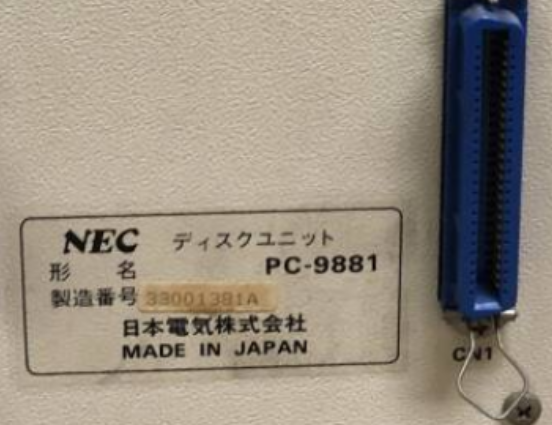 NEC ディスクユニット
形 名 PC-9881
製造番号 33001381A
日本電気株式会社
MADE IN JAPAN
CN1